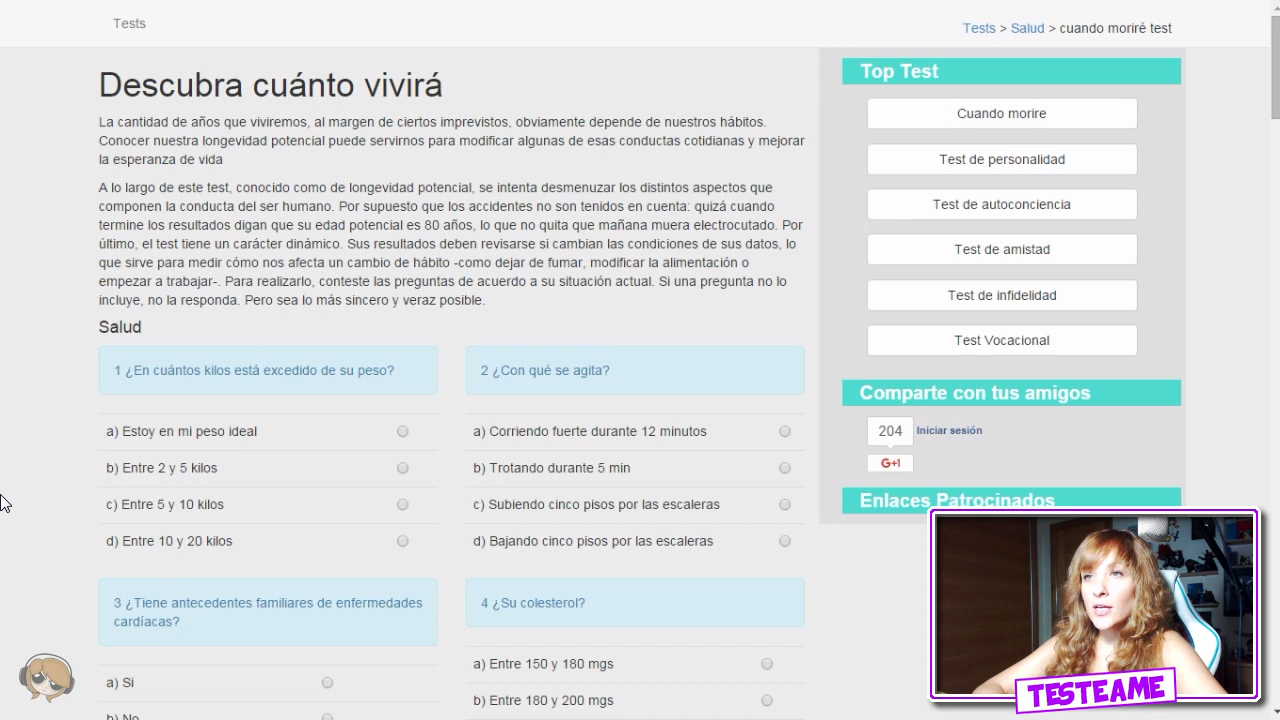 Tests
Tests > Salud > cuando moriré test
Descubra cuánto vivirá
La cantidad de años que viviremos, al margen de ciertos imprevistos, obviamente depende de nuestros hábitos.
Conocer nuestra longevidad potencial puede servirnos para modificar algunas de esas conductas cotidianas y mejorar
la esperanza de vida
A lo largo de este test, conocido como de longevidad potencial, se intenta desmenuzar los distintos aspectos que
componen la conducta del ser humano. Por supuesto que los accidentes no son tenidos en cuenta: quizá cuando
termine los resultados digan que su edad potencial es 80 años, lo que no quita que mañana muera electrocutado. Por
último, el test tiene un carácter dinámico. Sus resultados deben revisarse si cambian las condiciones de sus datos, lo
que sirve para medir cómo nos afecta un cambio de hábito -como dejar de fumar, modificar la alimentación o
empezar a trabajar-. Para realizarlo, conteste las preguntas de acuerdo a su situación actual. Si una pregunta no lo
incluye, no la responda. Pero sea lo más sincero y veraz posible.
Salud
1 ¿En cuántos kilos está excedido de su peso?
a) Estoy en mi peso ideal
b) Entre 2 y 5 kilos
c) Entre 5 y 10 kilos
d) Entre 10 y 20 kilos
2 ¿Con qué se agita?
a) Corriendo fuerte durante 12 minutos
b) Trotando durante 5 min
c) Subiendo cinco pisos por las escaleras
d) Bajando cinco pisos por las escaleras
3 ¿Tiene antecedentes familiares de enfermedades
cardíacas?
a) Si
b) No
4 ¿Su colesterol?
a) Entre 150 y 180 mgs
b) Entre 180 y 200 mgs
Top Test
Cuando morire
Test de personalidad
Test de autoconciencia
Test de amistad
Test de infidelidad
Test Vocacional
Comparte con tus amigos
204
Iniciar sesión
G+1
Enlaces Patrocinados
TESTEAME